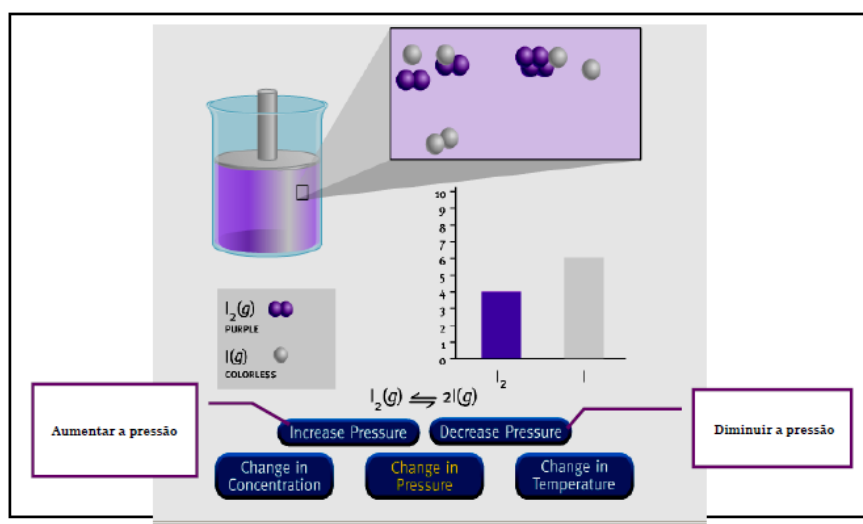 10
9
8
7
6
5
4
3
2
1
0
I₂ I
I₂(g)
PURPLE
I(g)
COLORLESS
I₂(g) ⇌ 2I(g)
Aumentar a pressão
Increase Pressure
Decrease Pressure
Diminuir a pressão
Change in
Concentration
Change in
Pressure
Change in
Temperature